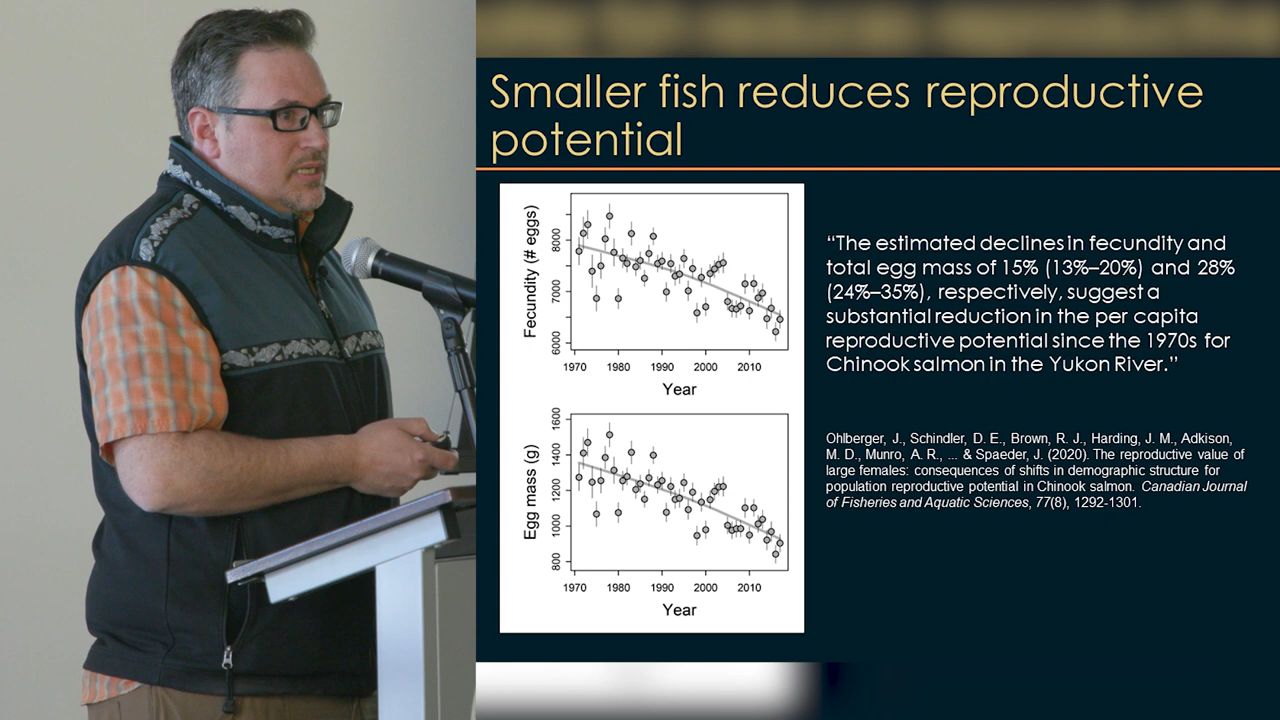 Smaller fish reduces reproductive
potential
Fecundity (# eggs)
8000
7000
6000
1970 1980 1990 2000 2010
Year
“The estimated declines in fecundity and
total egg mass of 15% (13%–20%) and 28%
(24%–35%), respectively, suggest a
substantial reduction in the per capita
reproductive potential since the 1970s for
Chinook salmon in the Yukon River.”
Egg mass (g)
1600
1400
1200
1000
800
1970 1980 1990 2000 2010
Year
Ohlberger, J., Schindler, D. E., Brown, R. J., Harding, J. M., Adkison,
M. D., Munro, A. R., ... & Spaeder, J. (2020). The reproductive value of
large females: consequences of shifts in demographic structure for
population reproductive potential in Chinook salmon. Canadian Journal
of Fisheries and Aquatic Sciences, 77(8), 1292-1301.